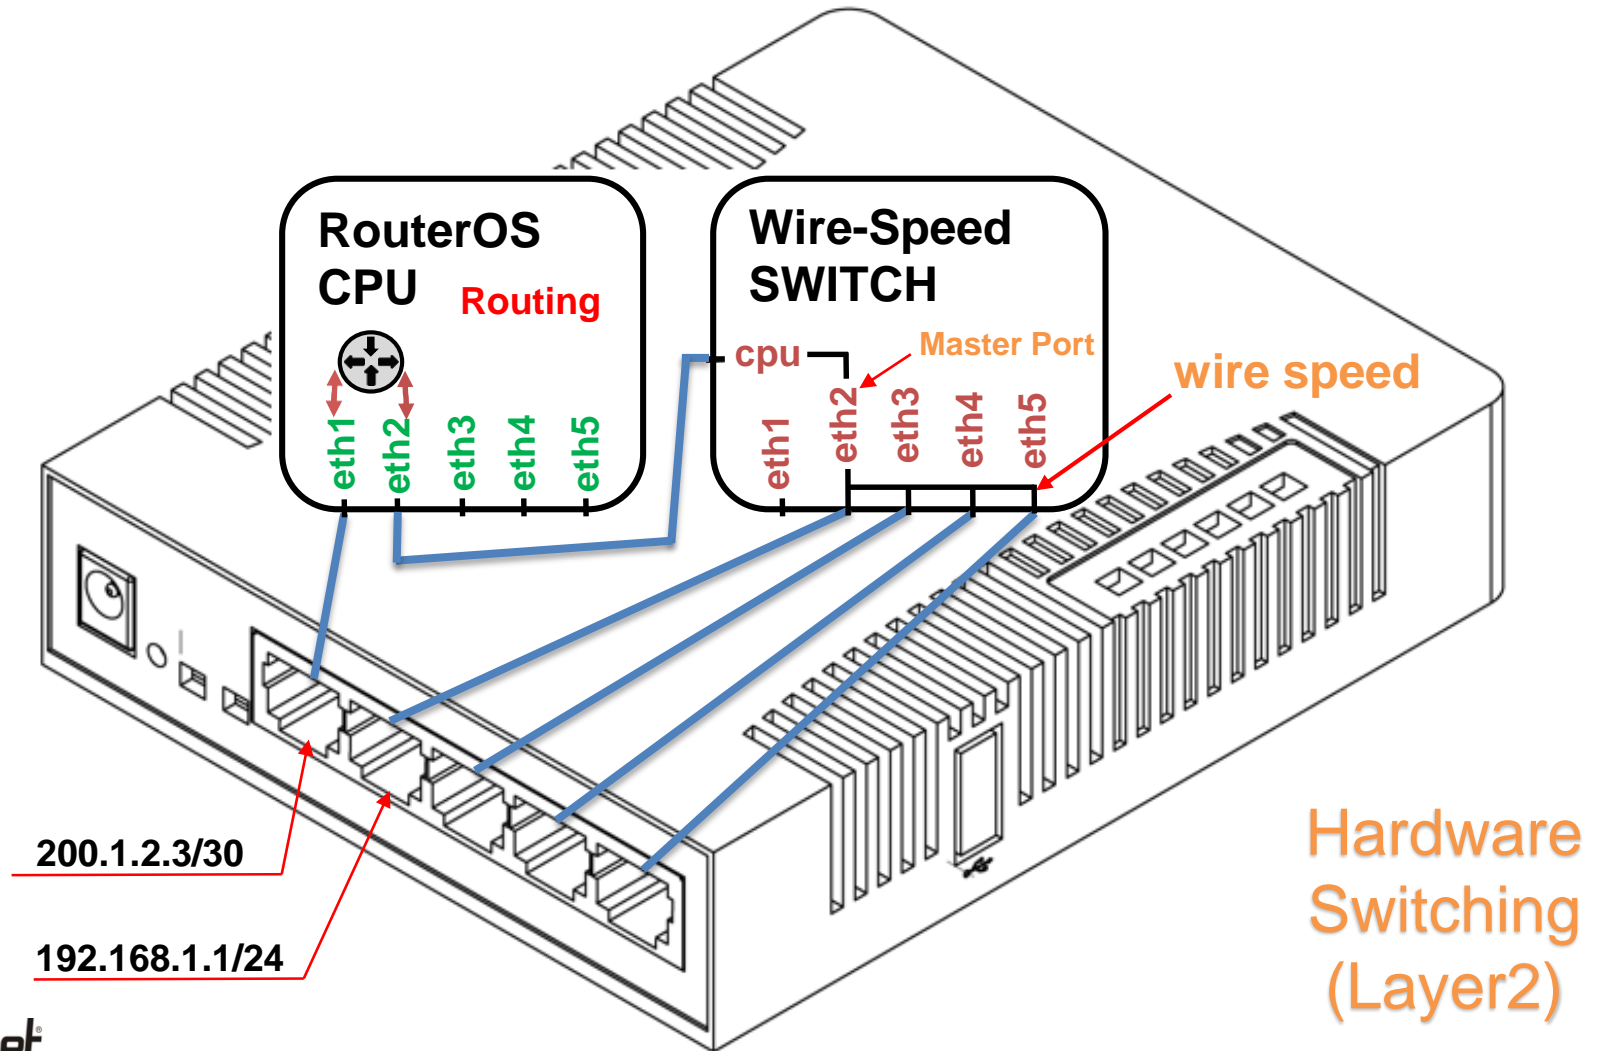 RouterOS
CPU
Routing
eth1
eth2
eth3
eth4
eth5
Wire-Speed
SWITCH
cpu
Master Port
eth1
eth2
eth3
eth4
eth5
wire speed
200.1.2.3/30
192.168.1.1/24
Hardware
Switching
(Layer2)